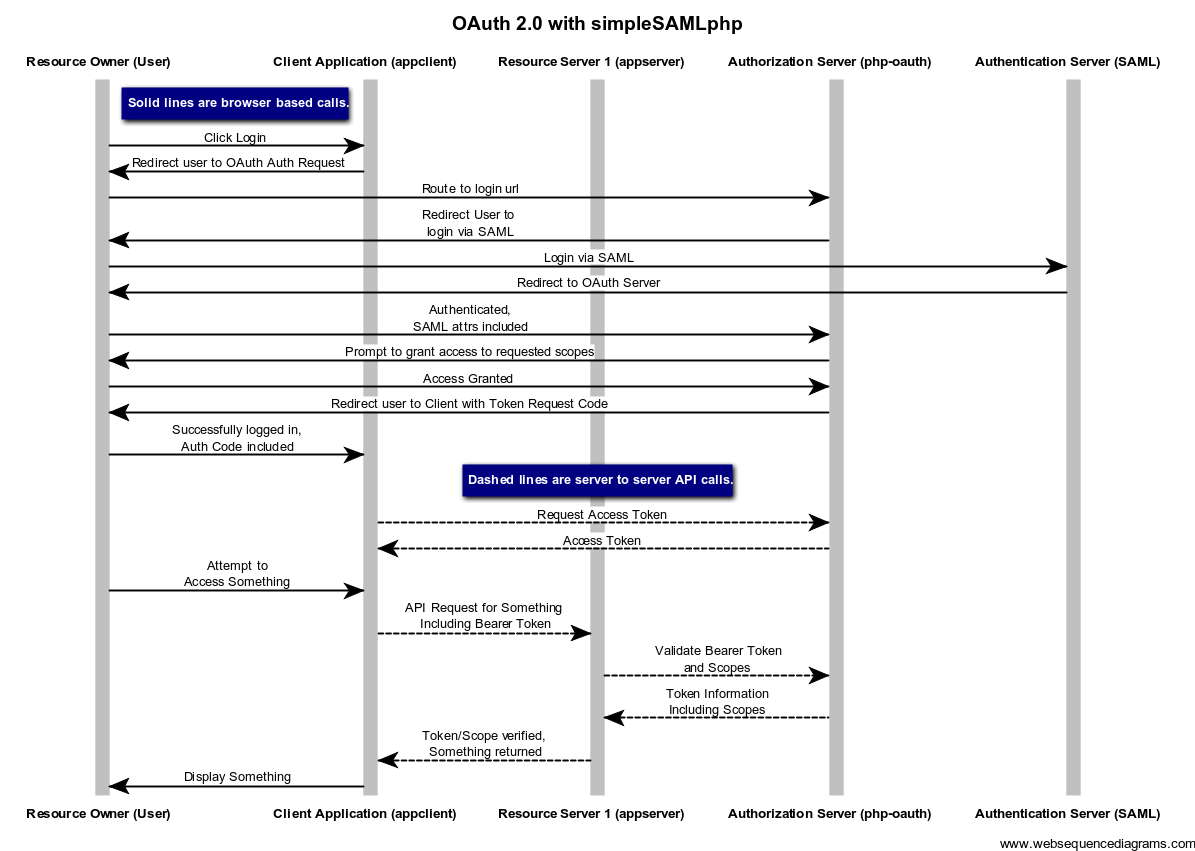 OAuth 2.0 with simpleSAMLphp
Resource Owner (User)
Client Application (appclient)
Resource Server 1 (appserver)
Authorization Server (php-oauth)
Authentication Server (SAML)
Solid lines are browser based calls.
Click Login
Redirect user to OAuth Auth Request
Route to login url
Redirect User to
login via SAML
Login via SAML
Redirect to OAuth Server
Authenticated,
SAML attrs included
Prompt to grant access to requested scopes
Access Granted
Redirect user to Client with Token Request Code
Successfully logged in,
Auth Code included
Dashed lines are server to server API calls.
Request Access Token
Access Token
Attempt to
Access Something
API Request for Something
Including Bearer Token
Validate Bearer Token
and Scopes
Token Information
Including Scopes
Token/Scope verified,
Something returned
Display Something
Resource Owner (User)
Client Application (appclient)
Resource Server 1 (appserver)
Authorization Server (php-oauth)
Authentication Server (SAML)
www.websequencediagrams.com